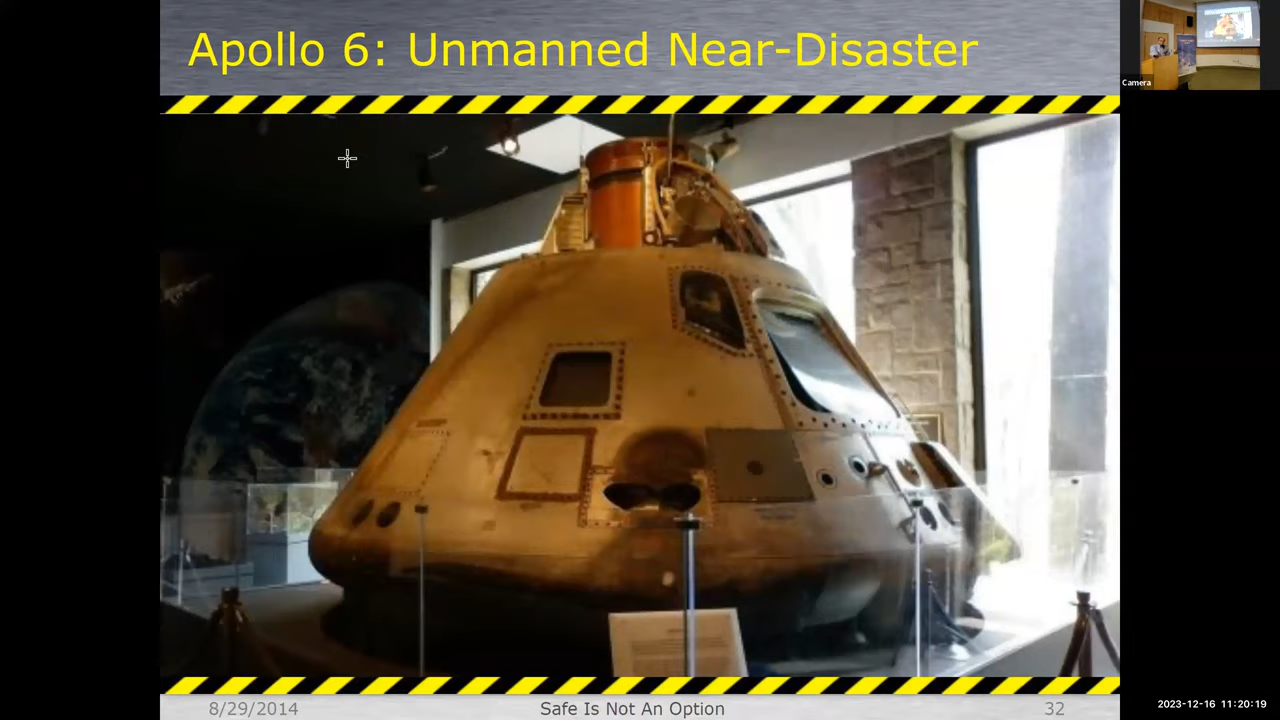 Apollo 6: Unmanned Near-Disaster
Camera
8/29/2014
Safe Is Not An Option
32
2023-12-16 11:20:19